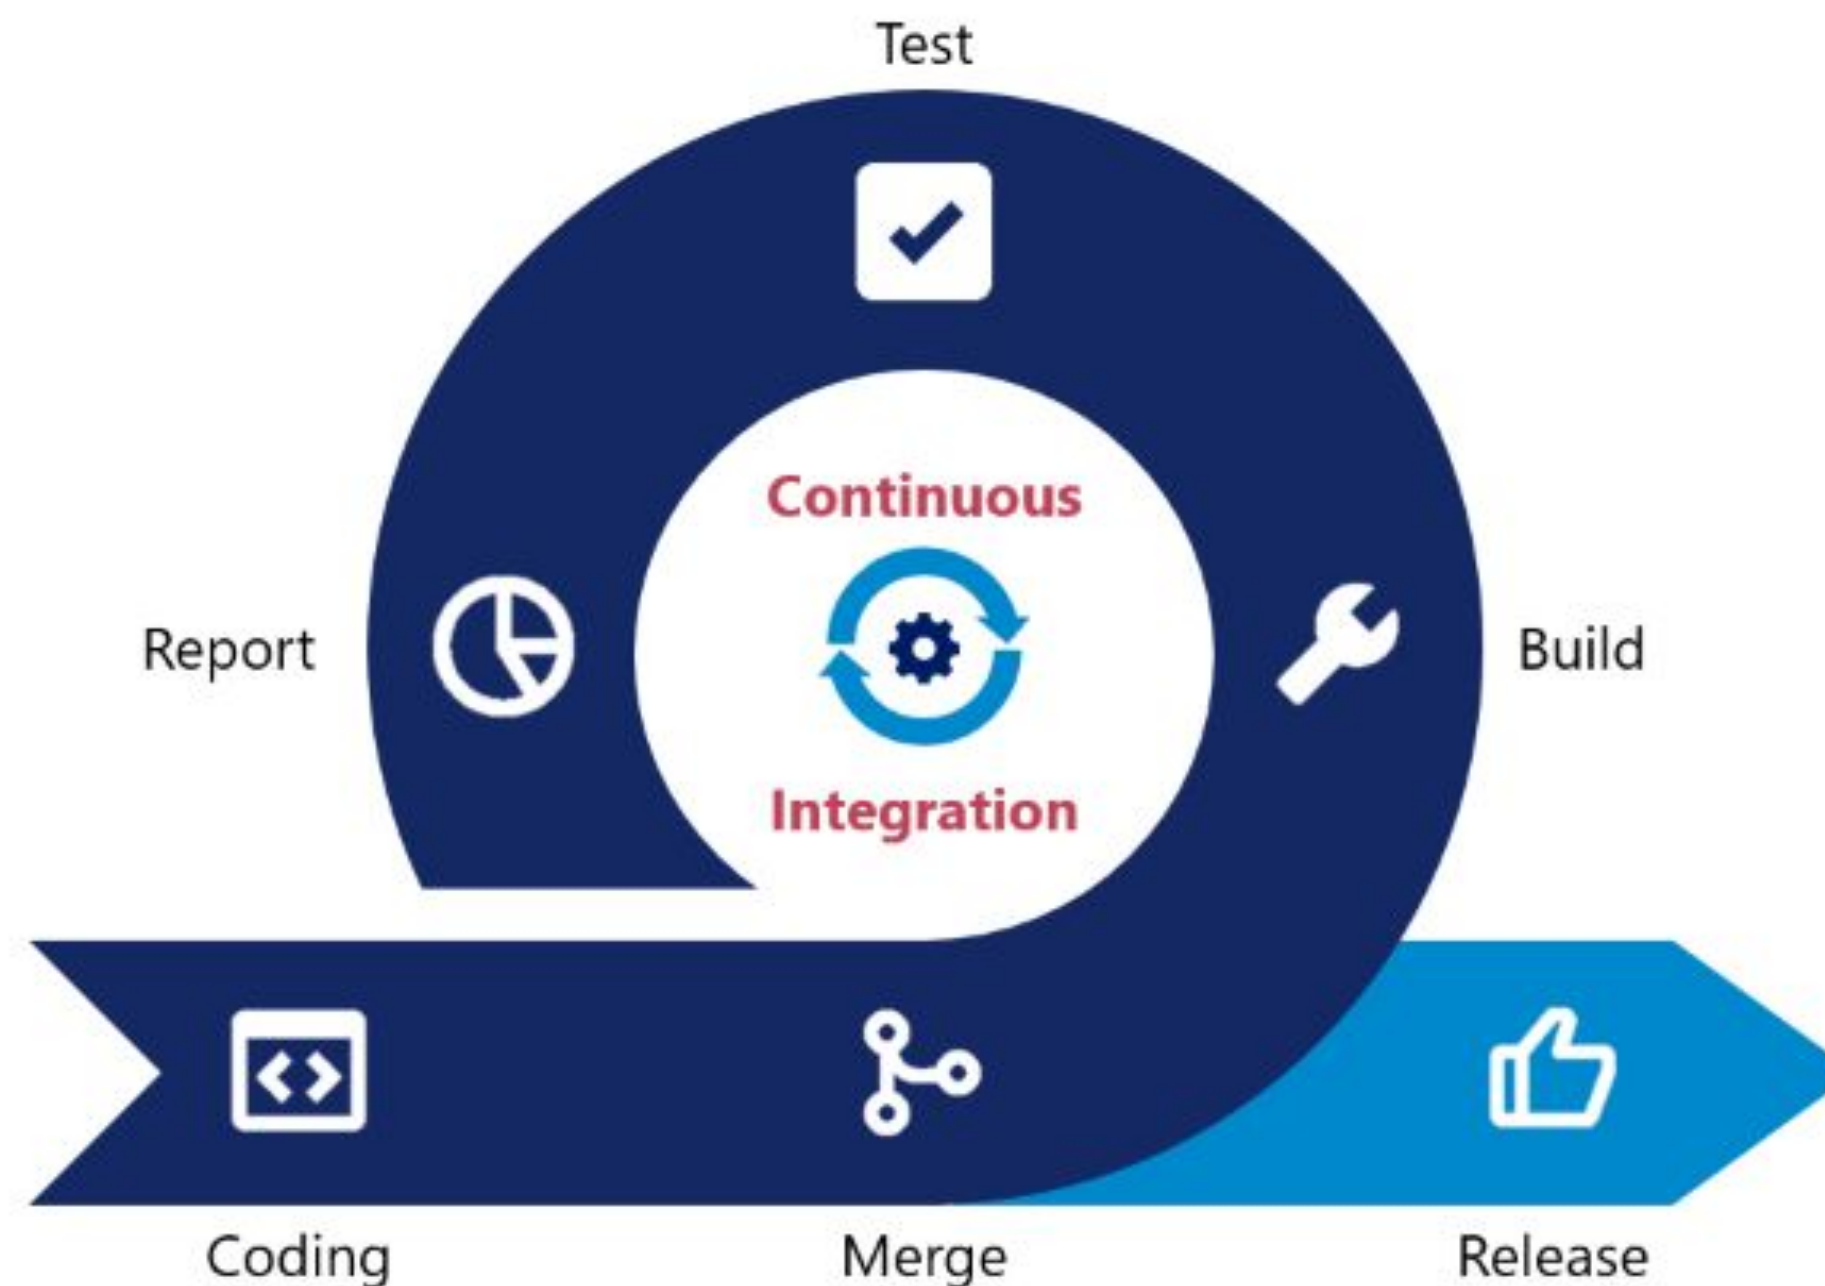 Test
Continuous
Report
Build
Integration
Coding
Merge
Release